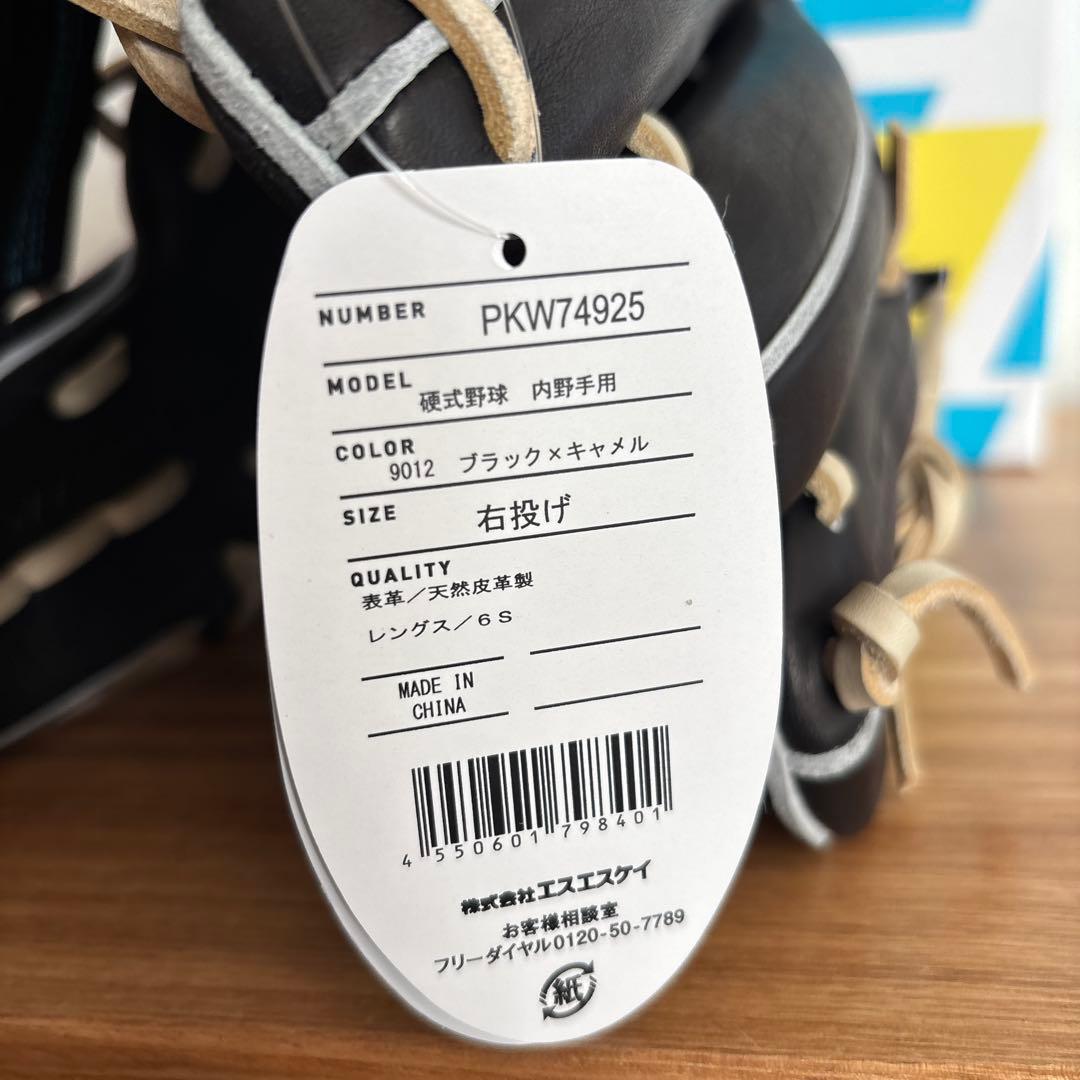 NUMBER PKW74925
MODEL 硬式野球 内野手用
COLOR 9012 ブラック×キャメル
SIZE 右投げ
QUALITY
表革／天然皮革製
レングス／6S
MADE IN
CHINA
4 550601 798401
株式会社エスエスケイ
お客様相談室
フリーダイヤル0120-50-7789
紙